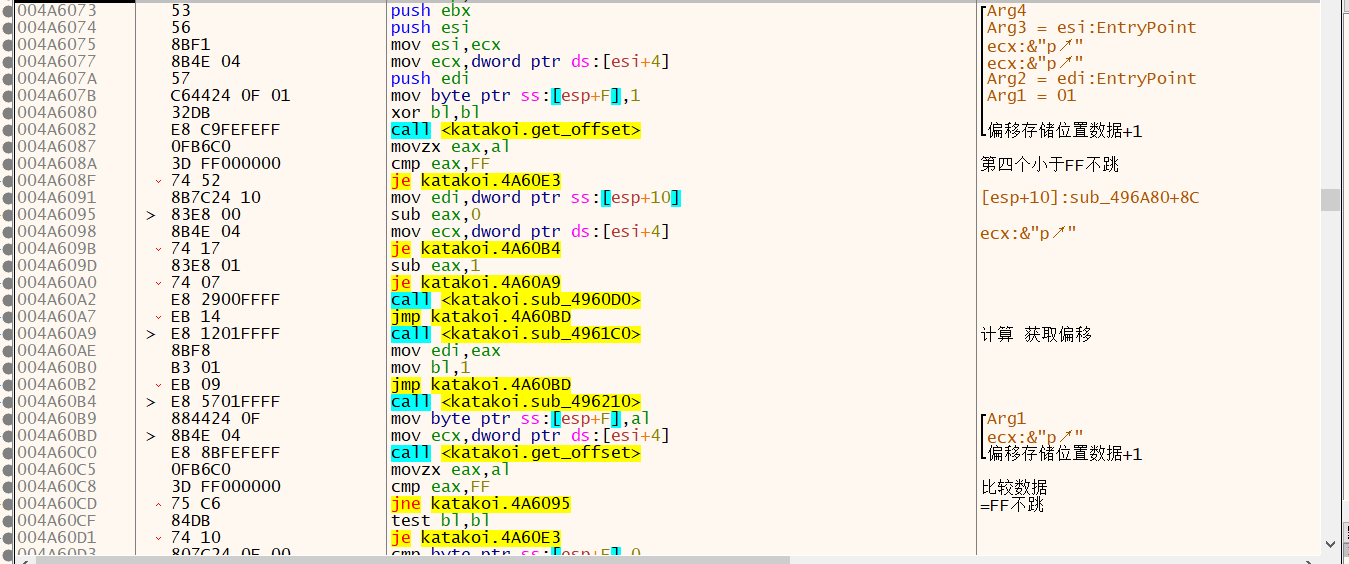 004A6073 53 push ebx Arg4
004A6074 56 push esi Arg3 = esi:EntryPoint
004A6075 8BF1 mov esi,ecx ecx:&"p↗"
004A6077 8B4E 04 mov ecx,dword ptr ds:[esi+4] ecx:&"p↗"
004A607A 57 push edi Arg2 = edi:EntryPoint
004A607B C64424 0F 01 mov byte ptr ss:[esp+F],1 Arg1 = 01
004A6080 32DB xor bl,bl
004A6082 E8 C9FEFEFF call <katakoi.get_offset> 偏移存储位置数据+1
004A6087 0FB6C0 movzx eax,al
004A608A 3D FF000000 cmp eax,FF 第四个小于FF不跳
004A608F 74 52 je katakoi.4A60E3
004A6091 8B7C24 10 mov edi,dword ptr ss:[esp+10] [esp+10]:sub_496A80+8C
004A6095 > 83E8 00 sub eax,0
004A6098 8B4E 04 mov ecx,dword ptr ds:[esi+4] ecx:&"p↗"
004A609B 74 17 je katakoi.4A60B4
004A609D 83E8 01 sub eax,1
004A60A0 74 07 je katakoi.4A60A9
004A60A2 E8 2900FFFF call <katakoi.sub_4960D0>
004A60A7 EB 14 jmp katakoi.4A60BD
004A60A9 > E8 1201FFFF call <katakoi.sub_4961C0> 计算 获取偏移
004A60AE 8BF8 mov edi,eax
004A60B0 B3 01 mov bl,1
004A60B2 EB 09 jmp katakoi.4A60BD
004A60B4 > E8 5701FFFF call <katakoi.sub_496210>
004A60B9 884424 0F mov byte ptr ss:[esp+F],al Arg1
004A60BD > 8B4E 04 mov ecx,dword ptr ds:[esi+4] ecx:&"p↗"
004A60C0 E8 8BFEFEFF call <katakoi.get_offset> 偏移存储位置数据+1
004A60C5 0FB6C0 movzx eax,al
004A60C8 3D FF000000 cmp eax,FF 比较数据
004A60CD 75 C6 jne katakoi.4A6095 =FF不跳
004A60CF 84DB test bl,bl
004A60D1 74 10 je katakoi.4A60E3
004A60D3 807C24 0F 00 cmp byte ptr ss:[esp+F],0